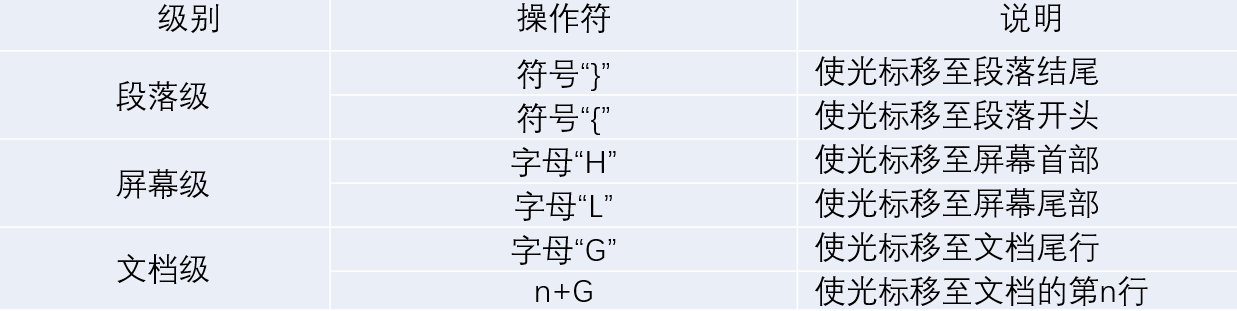 级别 操作符 说明
段落级 符号“}” 使光标移至段落结尾
符号“{” 使光标移至段落开头
屏幕级 字母“H” 使光标移至屏幕首部
字母“L” 使光标移至屏幕尾部
文档级 字母“G” 使光标移至文档尾行
n+G 使光标移至文档的第n行